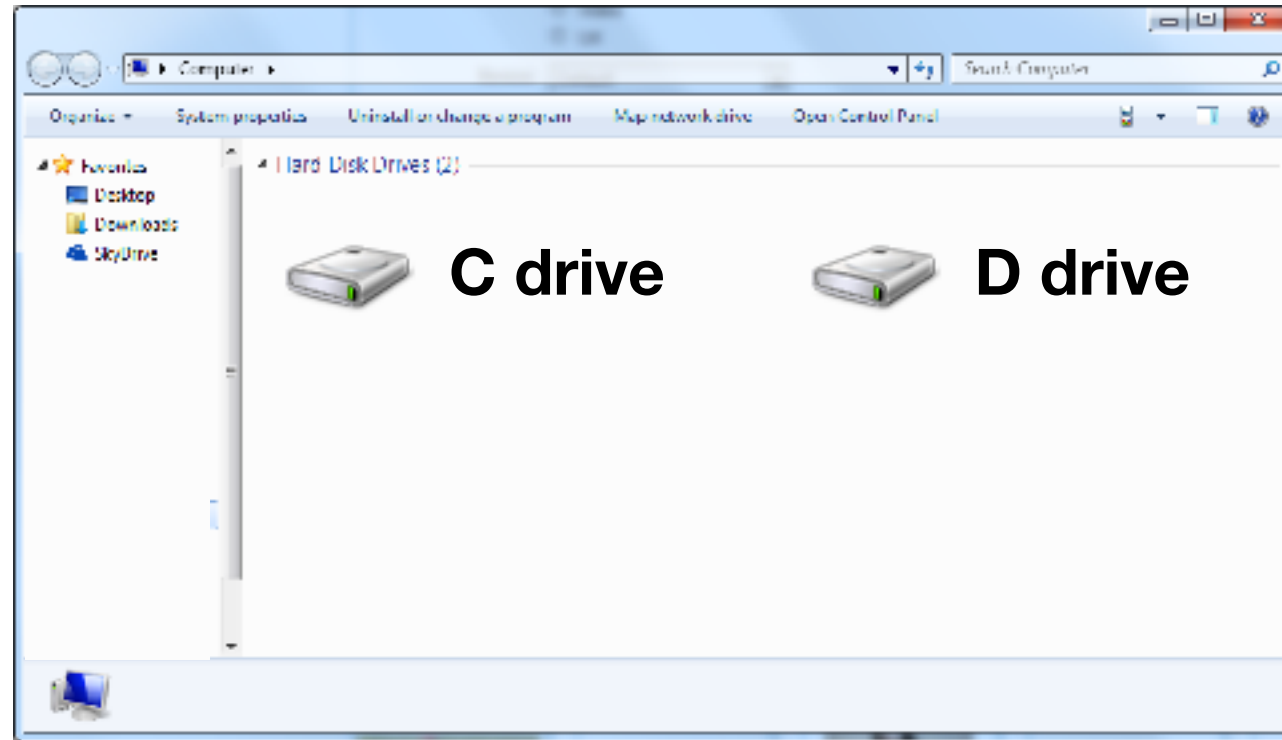 Computer
Search Computer
Organize
System properties
Uninstall or change a program
Map network drive
Open Control Panel
Favorites
Desktop
Downloads
SkyDrive
Hard Disk Drives (2)
C drive
D drive